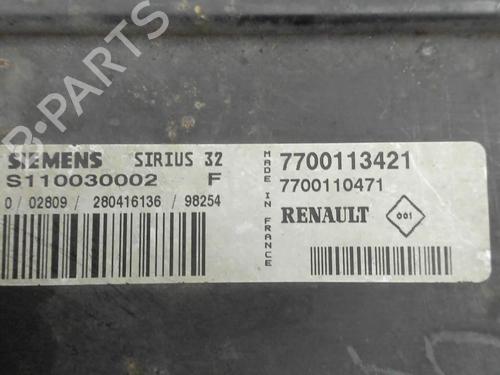 B-PARTS
SIEMENS SIRIUS 32
S110030002 F
0 / 02809 / 280416136 / 98254
MADE IN FRANCE
7700113421
7700110471
RENAULT 001